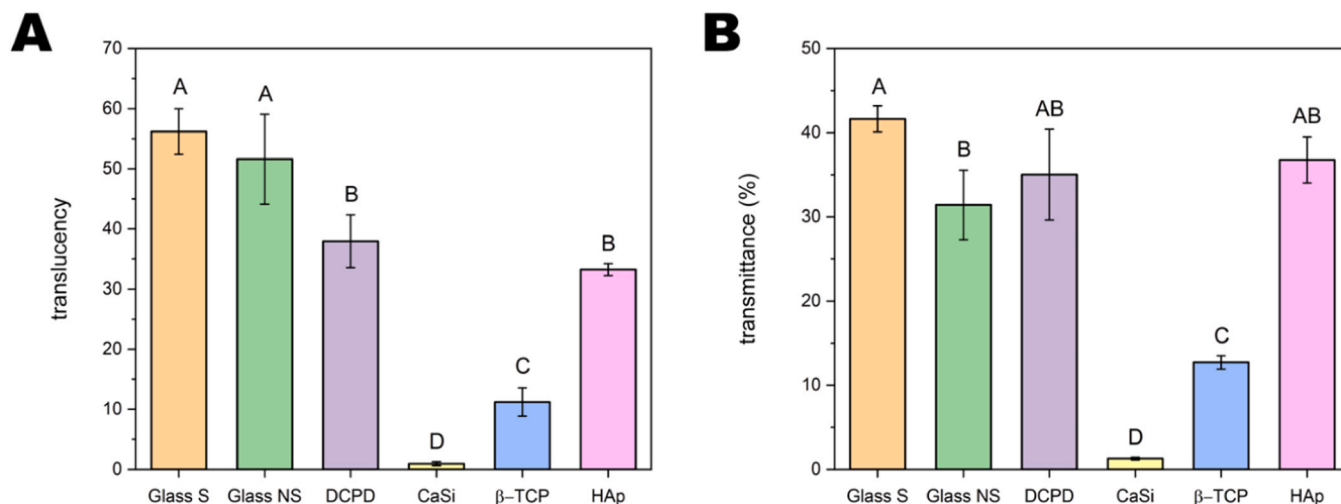 A
translucency
70
60
50
40
30
20
10
0
A
A
B
D
C
B
Glass S Glass NS DCPD CaSi β–TCP HAp
B
transmittance (%)
50
40
30
20
10
0
A
B
AB
D
C
AB
Glass S Glass NS DCPD CaSi β–TCP HAp